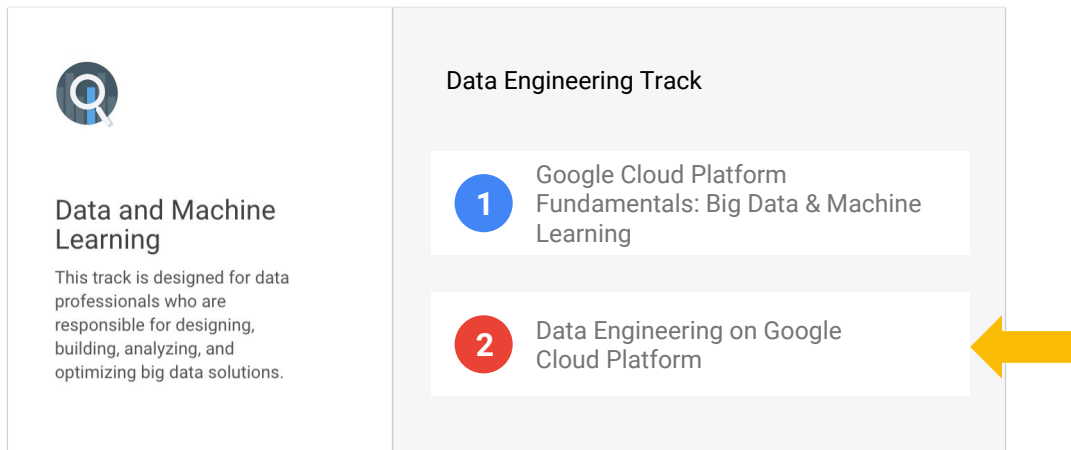 Data and Machine
Learning
This track is designed for data
professionals who are
responsible for designing,
building, analyzing, and
optimizing big data solutions.
Data Engineering Track
1
Google Cloud Platform
Fundamentals: Big Data & Machine
Learning
2
Data Engineering on Google
Cloud Platform